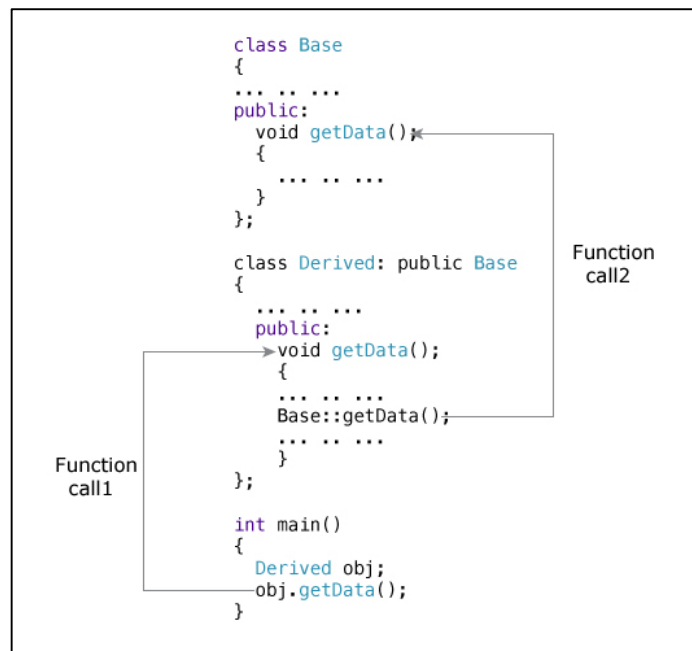 class Base
{
... .. ...
public:
void getData();
{
... .. ...
}
};
class Derived: public Base
{
... .. ...
public:
void getData();
{
... .. ...
Base::getData();
... .. ...
}
};
int main()
{
Derived obj;
obj.getData();
}
Function
call1
Function
call2